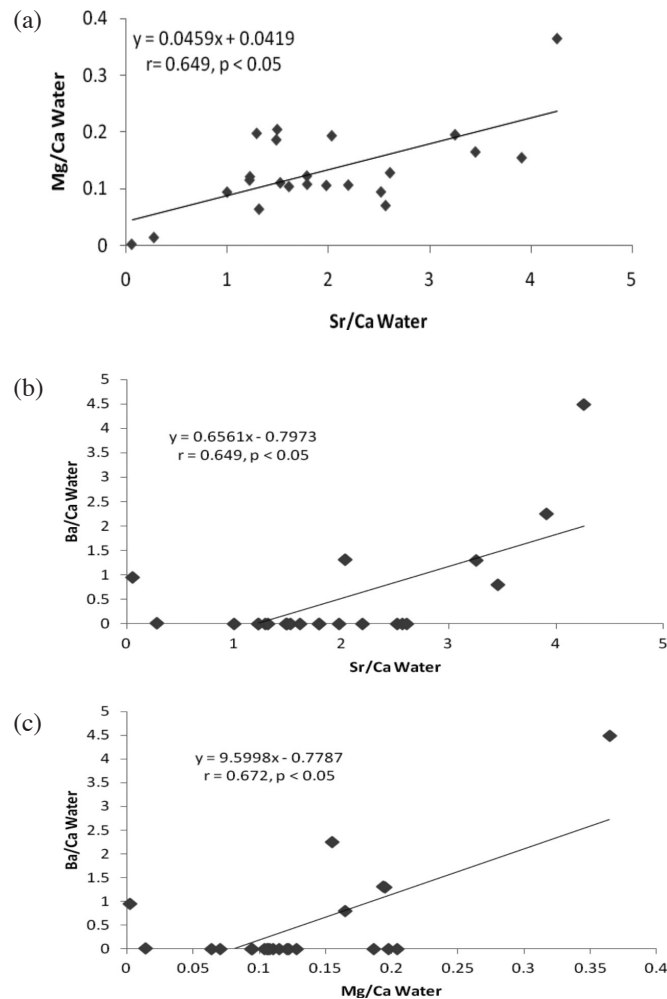 (a)
y = 0.0459x + 0.0419
r= 0.649, p < 0.05
Mg/Ca Water
0.4
0.3
0.2
0.1
0
0 1 2 3 4 5
Sr/Ca Water
(b)
y = 0.6561x - 0.7973
r = 0.649, p < 0.05
Ba/Ca Water
5
4.5
4
3.5
3
2.5
2
1.5
1
0.5
0
0 1 2 3 4 5
Sr/Ca Water
(c)
y = 9.5998x - 0.7787
r = 0.672, p < 0.05
Ba/Ca Water
5
4.5
4
3.5
3
2.5
2
1.5
1
0.5
0
0 0.05 0.1 0.15 0.2 0.25 0.3 0.35 0.4
Mg/Ca Water